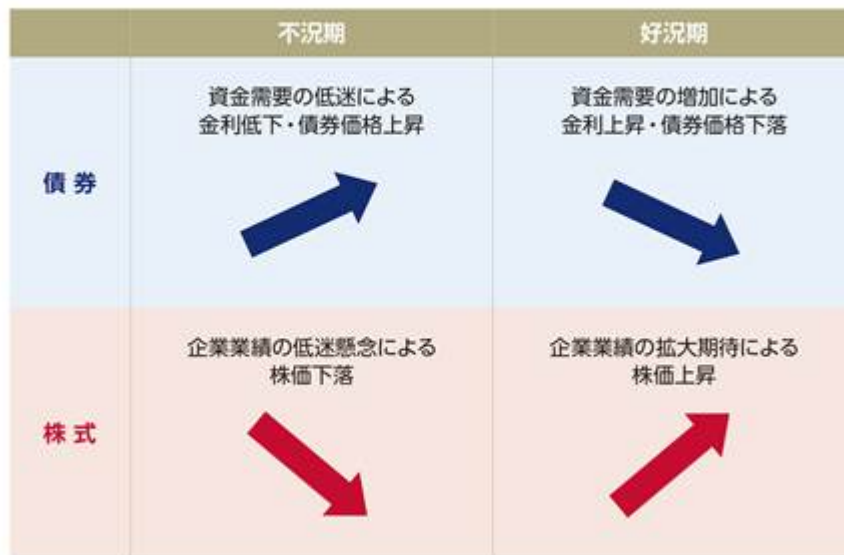 不況期
好況期
債券
資金需要の低迷による
金利低下・債券価格上昇
資金需要の増加による
金利上昇・債券価格下落
株式
企業業績の低迷懸念による
株価下落
企業業績の拡大期待による
株価上昇